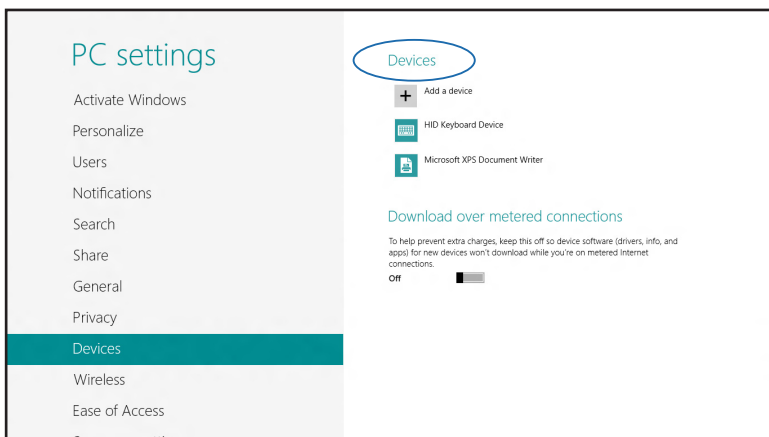 PC settings
Activate Windows
Personalize
Users
Notifications
Search
Share
General
Privacy
Devices
Wireless
Ease of Access
Devices
Add a device
HID Keyboard Device
Microsoft XPS Document Writer
Download over metered connections
To help prevent extra charges, keep this off so device software (drivers, info, and
apps) for new devices won't download while you're on metered Internet
connections.
Off